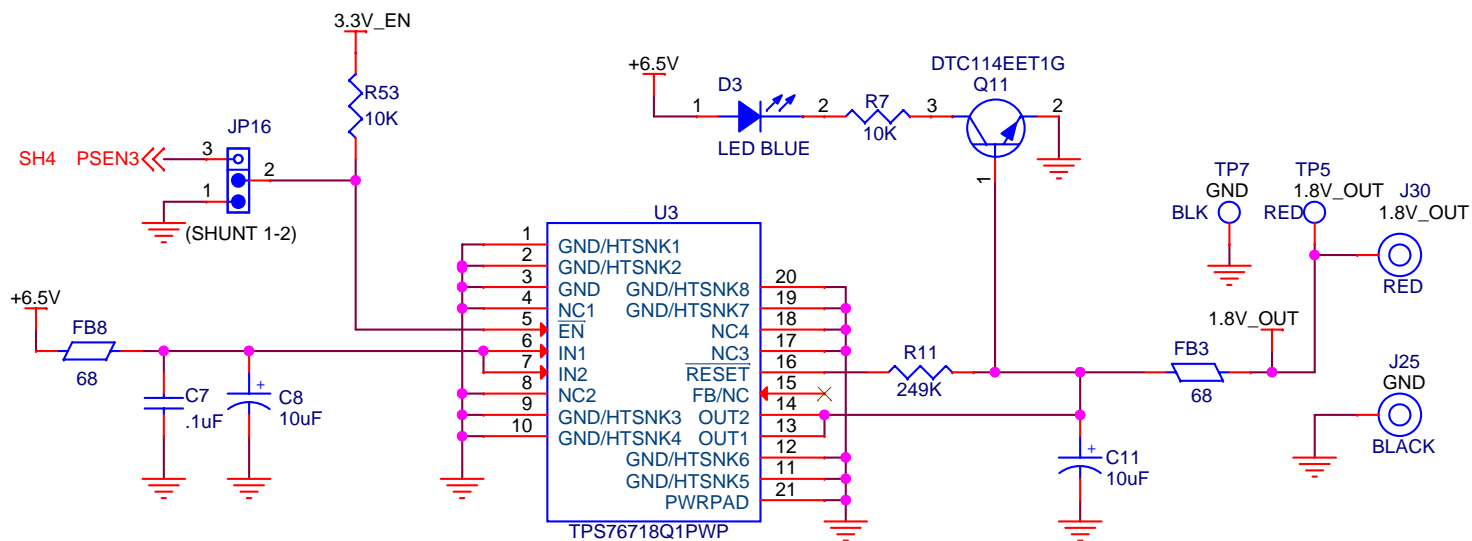 3.3V_EN
R53
10K
JP16
SH4 PSEN3
3
2
1
(SHUNT 1-2)
+6.5V
D3
1
2
LED BLUE
R7
10K
DTC114EET1G
Q11
3
2
1
TP7
GND
BLK
TP5
1.8V_OUT
RED
J30
1.8V_OUT
RED
+6.5V
FB8
68
C7
.1uF
+
C8
10uF
U3
1 GND/HTSNK1
2 GND/HTSNK2
3 GND
4 NC1
5 EN
6 IN1
7 IN2
8 NC2
9 GND/HTSNK3
10 GND/HTSNK4
GND/HTSNK8 20
GND/HTSNK7 19
NC4 18
NC3 17
RESET 16
FB/NC 15
OUT2 14
OUT1 13
GND/HTSNK6 12
GND/HTSNK5 11
PWRPAD 21
TPS76718Q1PWP
R11
249K
1.8V_OUT
FB3
68
+
C11
10uF
J25
GND
BLACK